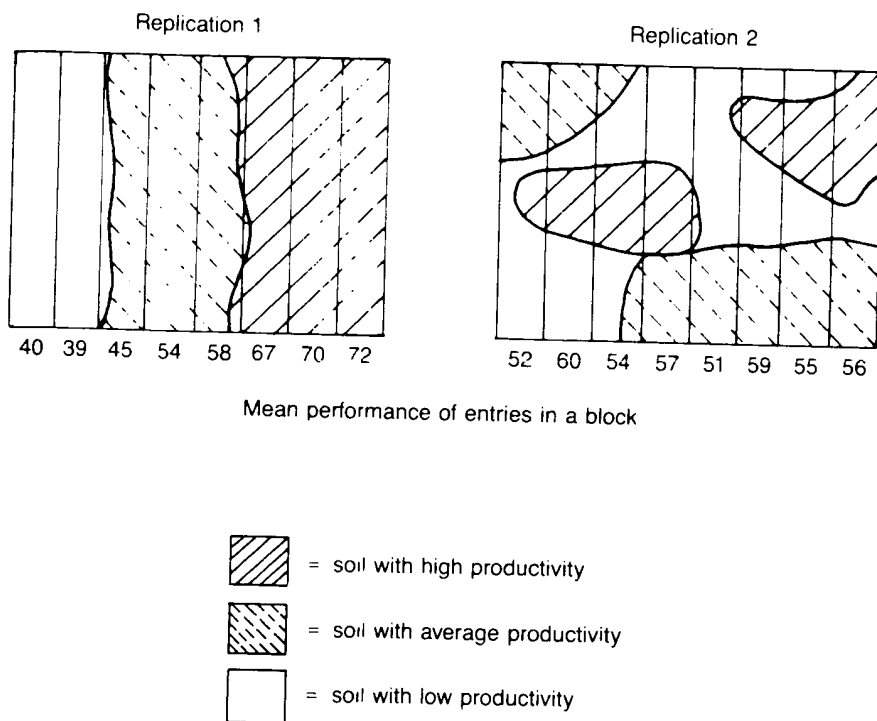 Replication 1
Replication 2
40 39 45 54 58 67 70 72
52 60 54 57 51 59 55 56
Mean performance of entries in a block
= soil with high productivity
= soil with average productivity
= soil with low productivity